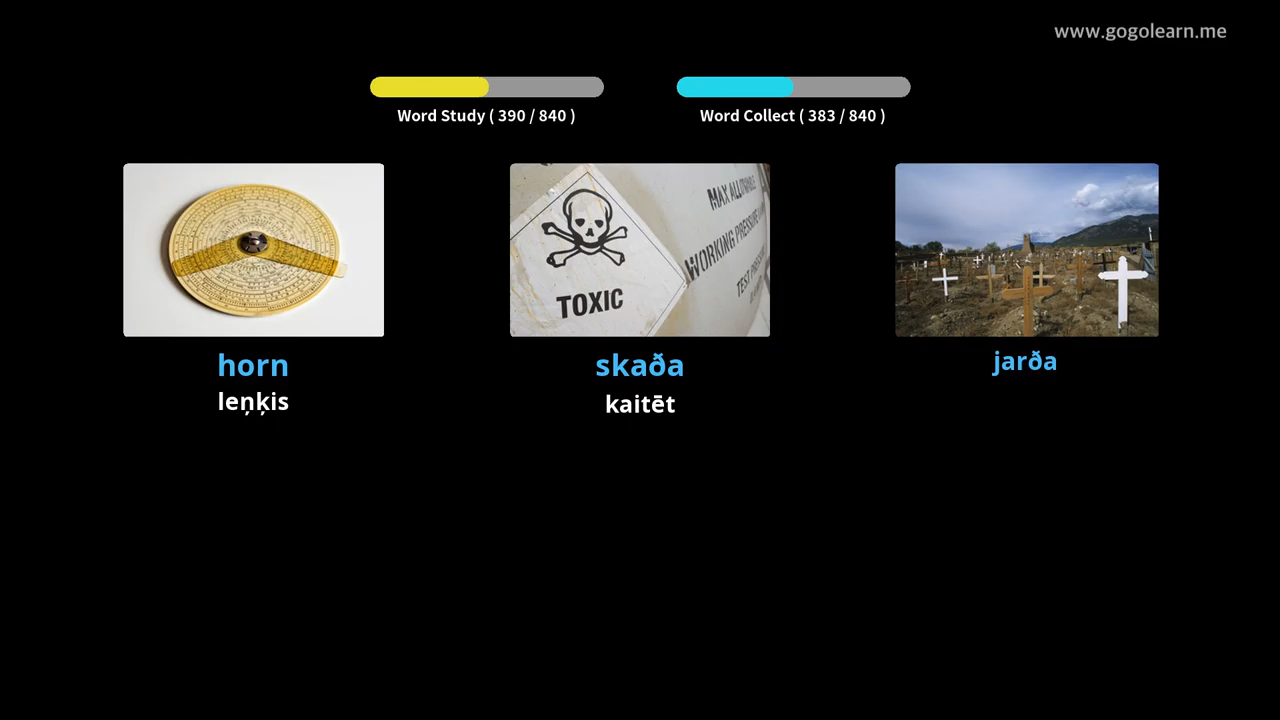 www.gogolearn.me
Word Study ( 390 / 840 )
Word Collect ( 383 / 840 )
TOXIC
MAX ALLOWABLE
WORKING PRESSURE
TEST PRESSURE
horn
skaða
jarða
leņķis
kaitēt